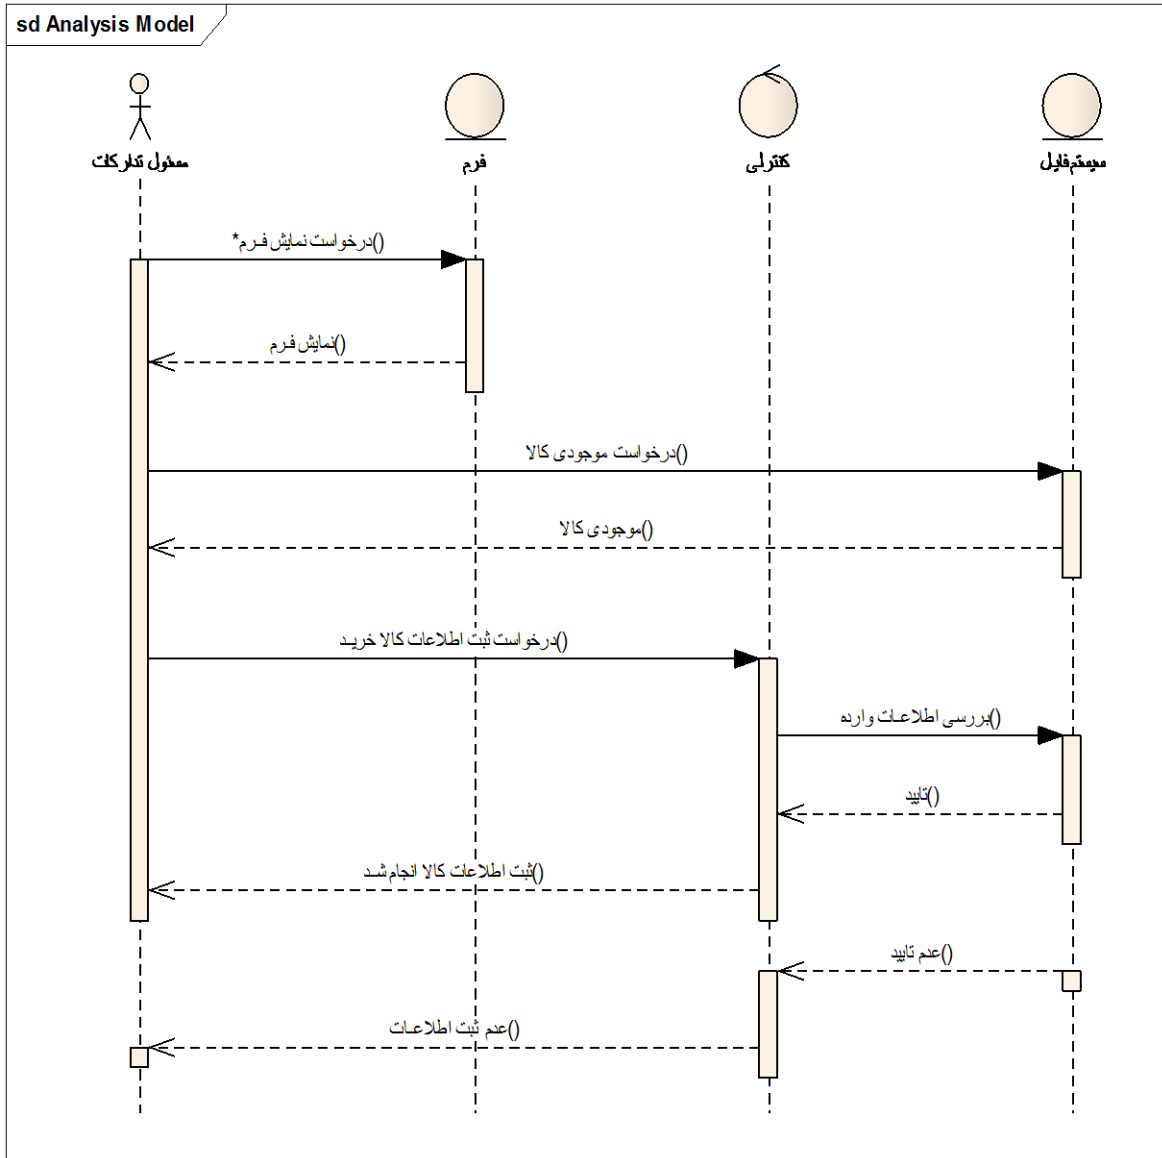 sd Analysis Model
مسئول تدارکات
فرم
کنترلی
سیستم فایل
درخواست نمایش فرم*()
نمایش فرم()
درخواست موجودی کالا()
موجودی کالا()
درخواست ثبت اطلاعات کالا خرید()
بررسی اطلاعات وارده()
تایید()
ثبت اطلاعات کالا انجام شد()
عدم تایید()
عدم ثبت اطلاعات()